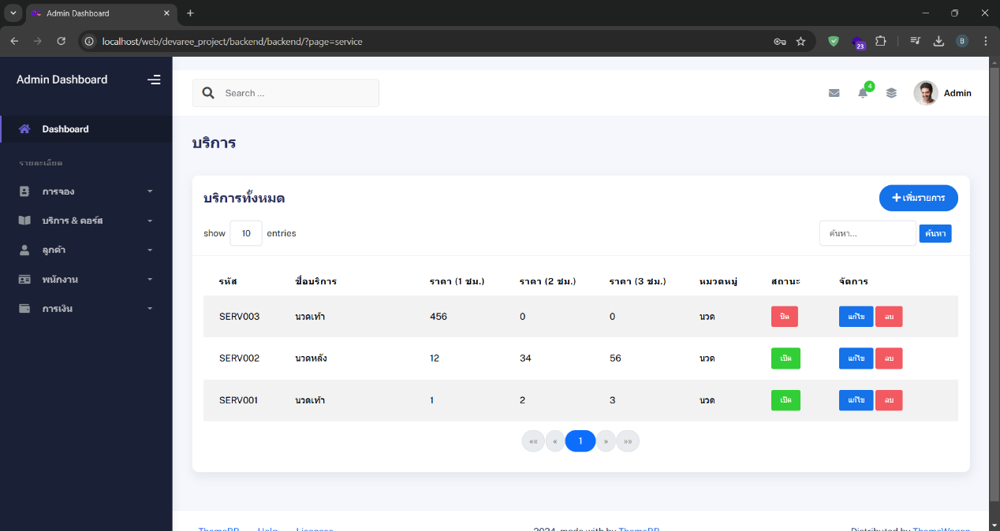 Admin Dashboard
localhost/web/devaree_project/backend/backend/?page=service
23
B
Admin Dashboard
Search ...
4
Admin
Dashboard
รายละเอียด
การจอง
บริการ & คอร์ส
ลูกค้า
พนักงาน
การเงิน
บริการ
บริการทั้งหมด
เพิ่มรายการ
show 10 entries
ค้นหา...
ค้นหา
รหัส ชื่อบริการ ราคา (1 ชม.) ราคา (2 ชม.) ราคา (3 ชม.) หมวดหมู่ สถานะ จัดการ
SERV003 นวดเท้า 456 0 0 นวด ปิด แก้ไข ลบ
SERV002 นวดหลัง 12 34 56 นวด เปิด แก้ไข ลบ
SERV001 นวดเท้า 1 2 3 นวด เปิด แก้ไข ลบ
«« « 1 » »»
Help Licenses 2024, made with by Distributed by